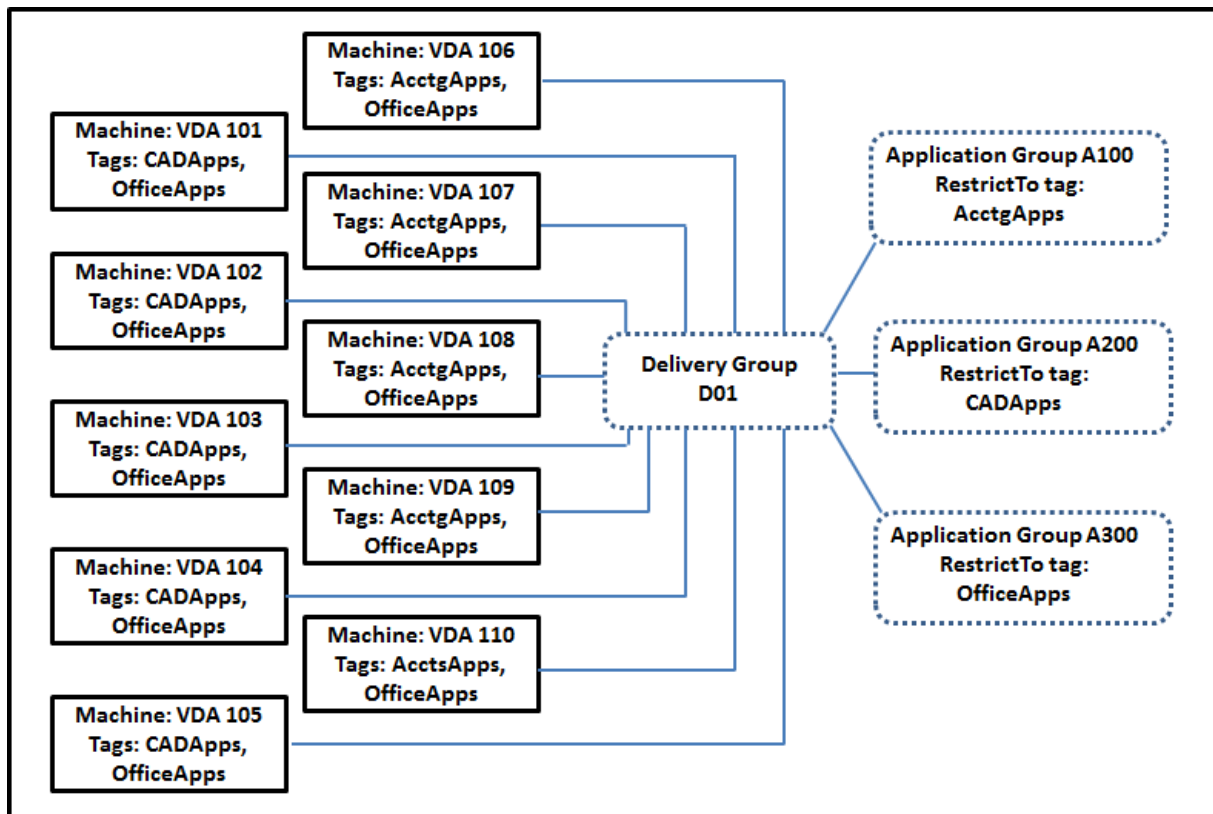 Machine: VDA 106
Tags: AcctgApps,
OfficeApps
Machine: VDA 101
Tags: CADApps,
OfficeApps
Machine: VDA 107
Tags: AcctgApps,
OfficeApps
Machine: VDA 102
Tags: CADApps,
OfficeApps
Machine: VDA 108
Tags: AcctgApps,
OfficeApps
Machine: VDA 103
Tags: CADApps,
OfficeApps
Machine: VDA 109
Tags: AcctgApps,
OfficeApps
Machine: VDA 104
Tags: CADApps,
OfficeApps
Machine: VDA 110
Tags: AcctsApps,
OfficeApps
Machine: VDA 105
Tags: CADApps,
OfficeApps
Delivery Group
D01
Application Group A100
RestrictTo tag:
AcctgApps
Application Group A200
RestrictTo tag:
CADApps
Application Group A300
RestrictTo tag:
OfficeApps